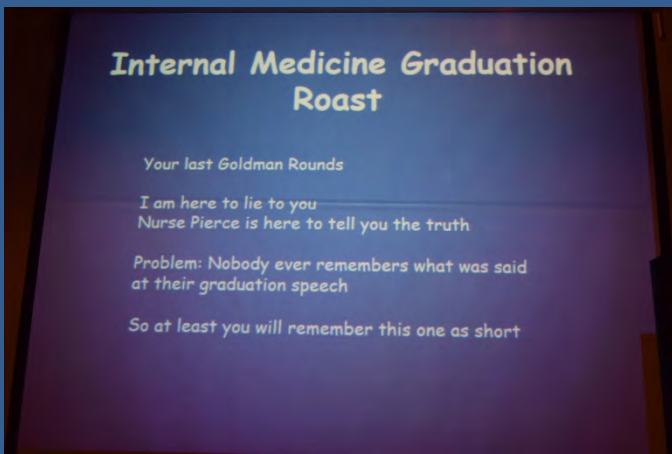 Internal Medicine Graduation
Roast
Your last Goldman Rounds
I am here to lie to you
Nurse Pierce is here to tell you the truth
Problem: Nobody ever remembers what was said
at their graduation speech
So at least you will remember this one as short